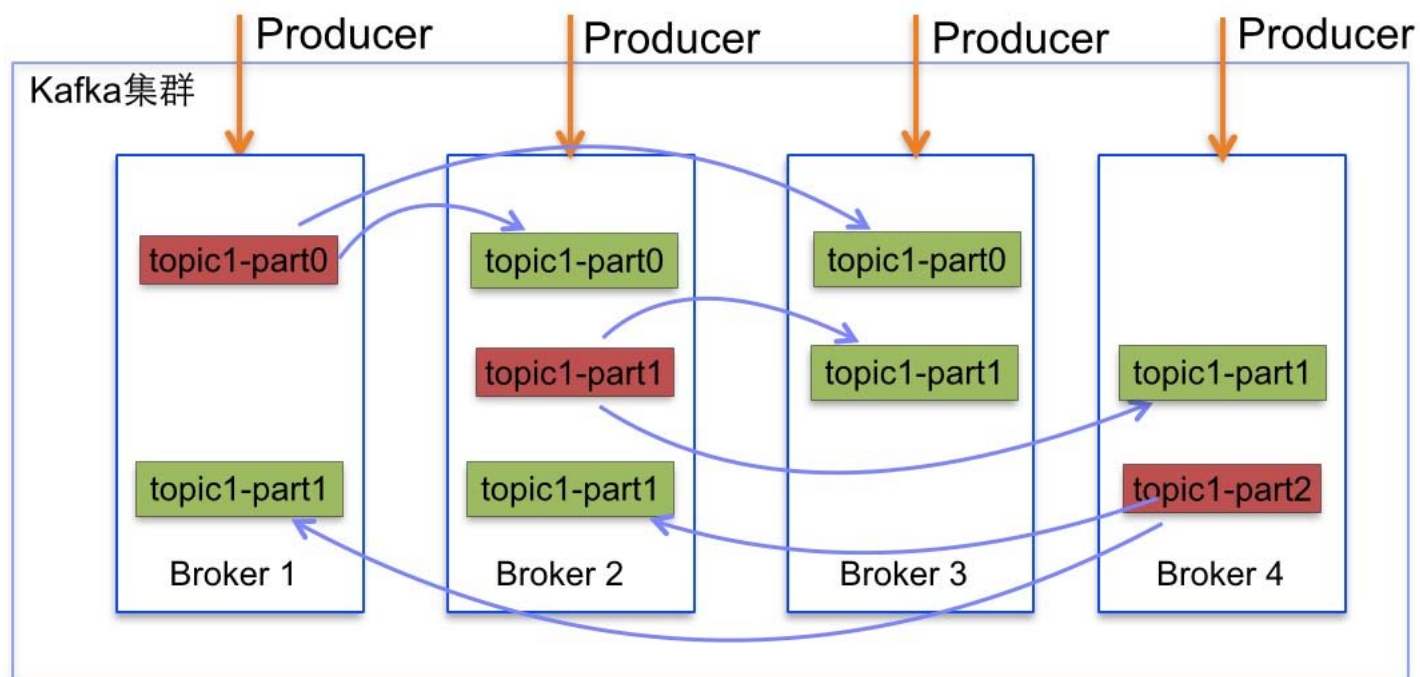 Producer
Producer
Producer
Producer
Kafka集群
topic1-part0
topic1-part0
topic1-part0
topic1-part1
topic1-part1
topic1-part1
topic1-part1
topic1-part1
topic1-part2
Broker 1
Broker 2
Broker 3
Broker 4